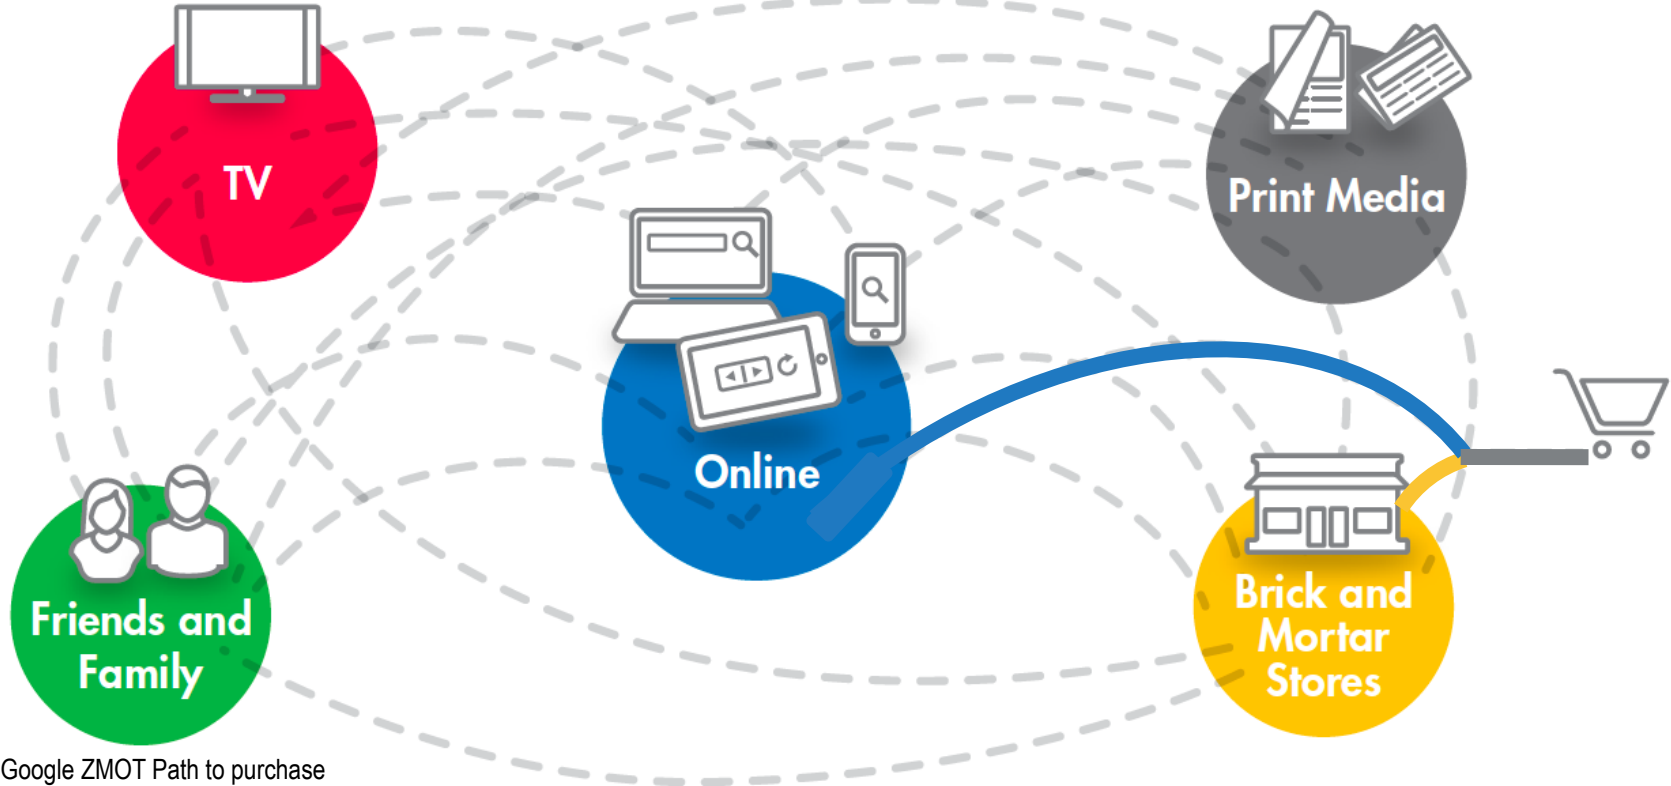 TV
Print Media
Online
Friends and
Family
Brick and
Mortar
Stores
Google ZMOT Path to purchase